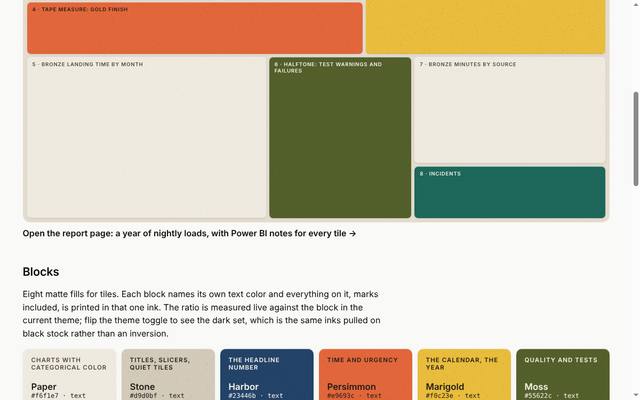 4 · TAPE MEASURE: GOLD FINISH
5 · BRONZE LANDING TIME BY MONTH
6 · HALFTONE: TEST WARNINGS AND
FAILURES
7 · BRONZE MINUTES BY SOURCE
8 · INCIDENTS
Open the report page: a year of nightly loads, with Power BI notes for every tile →
Blocks
Eight matte fills for tiles. Each block names its own text color and everything on it, marks
included, is printed in that one ink. The ratio is measured live against the block in the
current theme; flip the theme toggle to see the dark set, which is the same inks pulled on
black stock rather than an inversion.
CHARTS WITH
CATEGORICAL COLOR
Paper
#f6f1e7 · text
TITLES, SLICERS,
QUIET TILES
Stone
#d9d0bf · text
THE HEADLINE
NUMBER
Harbor
#23446b · text
TIME AND URGENCY
Persimmon
#e9693c · text
THE CALENDAR, THE
YEAR
Marigold
#f0c23e · text
QUALITY AND TESTS
Moss
#55622c · text